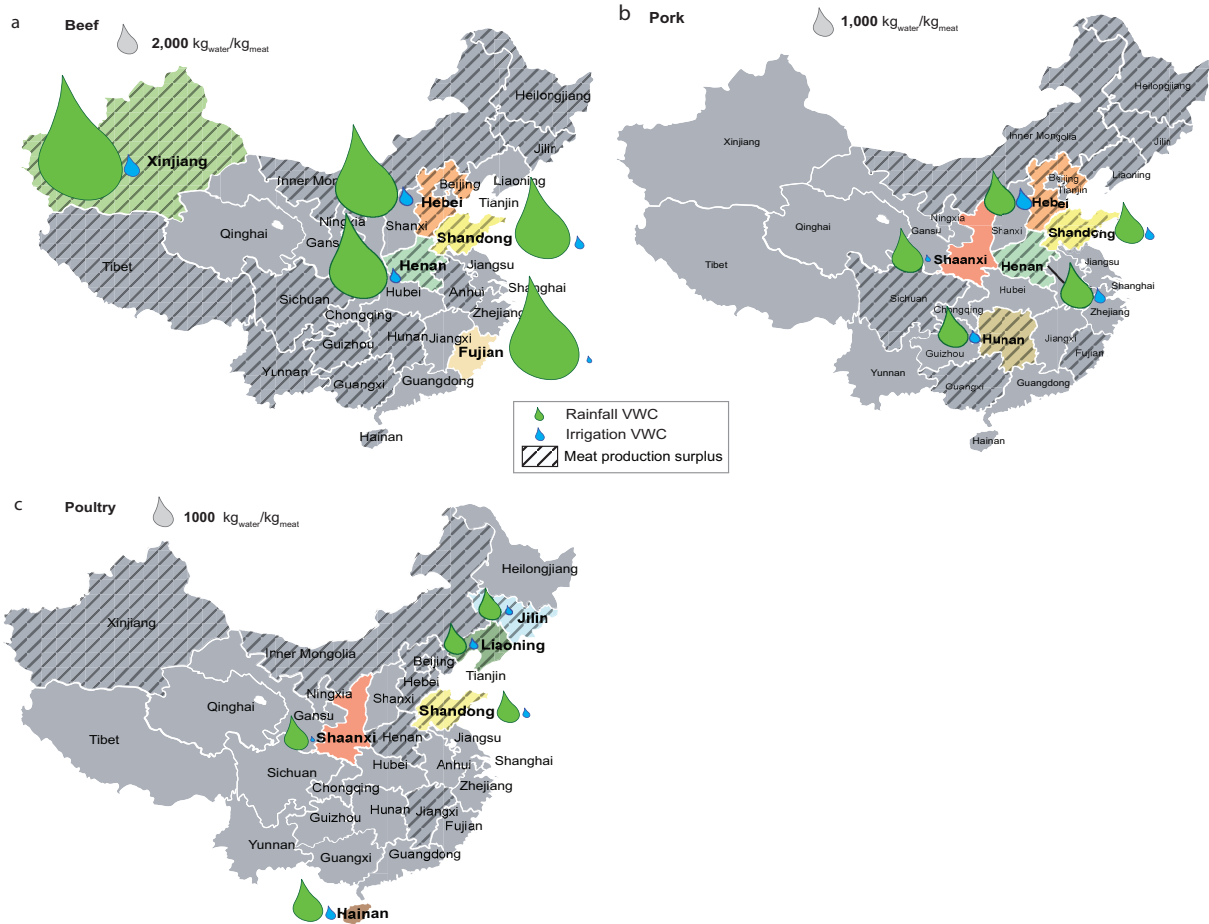 a
Beef
2,000 kgwater/kgmeat
Heilongjiang
Jilin
Xinjiang
Inner Mon
Beijing
Liaoning
Hebei
Tianjin
Ningxia
Shanxi
Qinghai
Gans
Shandong
Tibet
Henan
Jiangsu
Sichuan
Hubei
Anhui
Shanghai
Chongqing
Zhejiang
Hunan
Jiangxi
Guizhou
Fujian
Yunnan
Guangxi
Guangdong
Hainan
b
Pork
1,000 kgwater/kgmeat
Heilongjiang
Inner Mongolia
Jilin
Xinjiang
Beijing
Liaoning
Tianjin
Hebei
Ningxia
Qinghai
Gansu
Shanxi
Shandong
Tibet
Shaanxi
Henan
Jiangsu
Sichuan
Hubei
Shanghai
Chongqing
Zhejiang
Hunan
Jiangxi
Guizhou
Fujian
Yunnan
Guangxi
Guangdong
Hainan
Rainfall VWC
Irrigation VWC
Meat production surplus
c
Poultry
1000 kgwater/kgmeat
Heilongjiang
Xinjiang
Jilin
Liaoning
Inner Mongolia
Beijing
Tianjin
Hebei
Ningxia
Shanxi
Qinghai
Gansu
Shandong
Tibet
Shaanxi
Henan
Jiangsu
Sichuan
Hubei
Anhui
Shanghai
Chongqing
Zhejiang
Hunan
Jiangxi
Guizhou
Fujian
Yunnan
Guangxi
Guangdong
Hainan